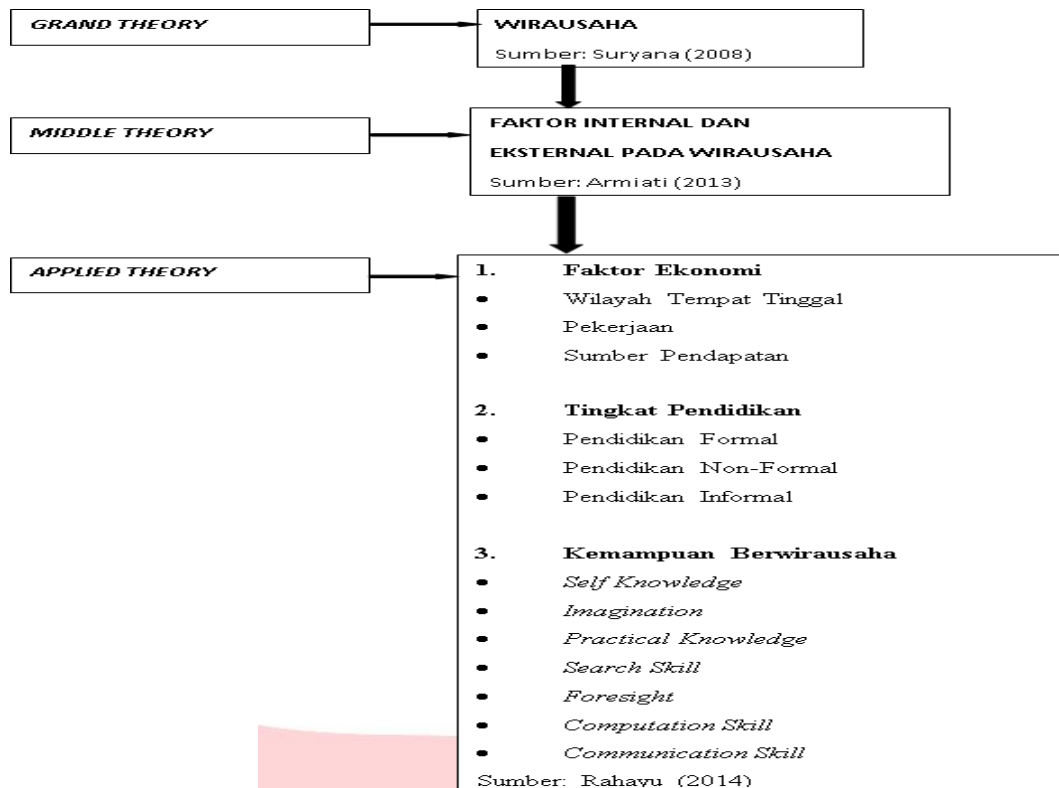 GRAND THEORY
WIRAUSAHA
Sumber: Suryana (2008)
MIDDLE THEORY
FAKTOR INTERNAL DAN
EKSTERNAL PADA WIRAUSAHA
Sumber: Armiati (2013)
APPLIED THEORY
1. Faktor Ekonomi
• Wilayah Tempat Tinggal
• Pekerjaan
• Sumber Pendapatan
2. Tingkat Pendidikan
• Pendidikan Formal
• Pendidikan Non-Formal
• Pendidikan Informal
3. Kemampuan Berwirausaha
• Self Knowledge
• Imagination
• Practical Knowledge
• Search Skill
• Foresight
• Computation Skill
• Communication Skill
Sumber: Rahayu (2014)